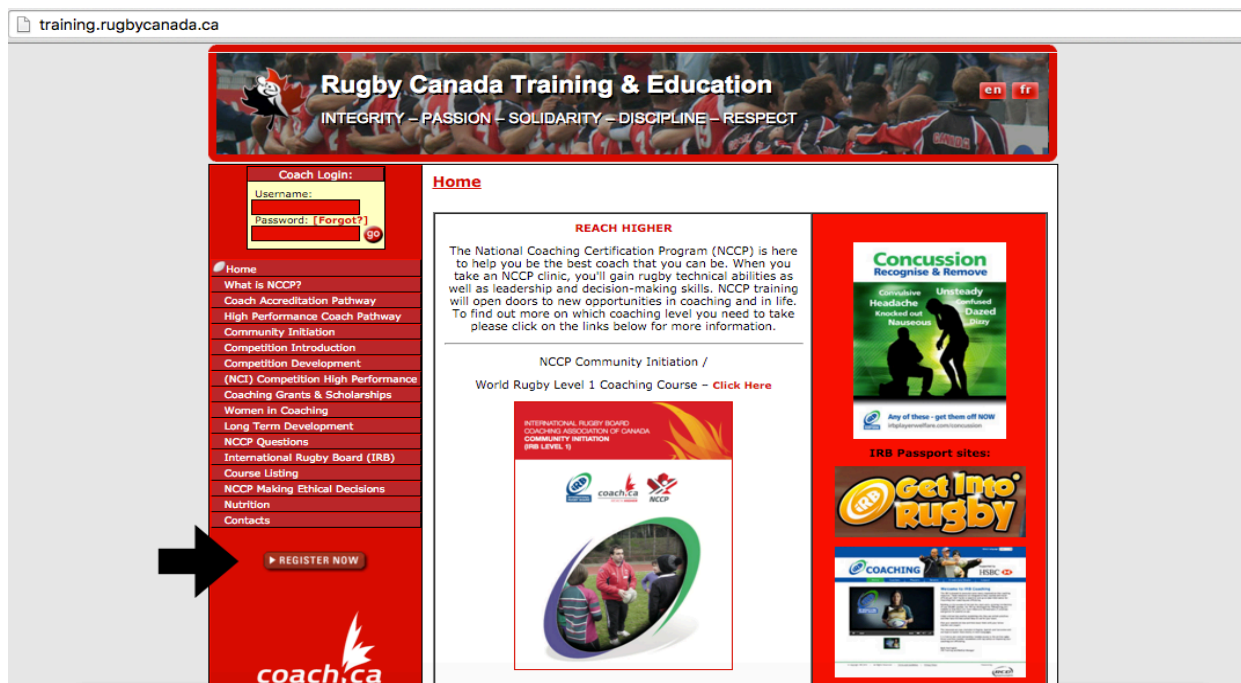 training.rugbycanada.ca
Rugby Canada Training & Education
INTEGRITY – PASSION – SOLIDARITY – DISCIPLINE – RESPECT
en fr
CANADA
Coach Login:
Username:
Password: [Forgot?]
go
Home
What is NCCP?
Coach Accreditation Pathway
High Performance Coach Pathway
Community Initiation
Competition Introduction
Competition Development
(NCI) Competition High Performance
Coaching Grants & Scholarships
Women in Coaching
Long Term Development
NCCP Questions
International Rugby Board (IRB)
Course Listing
NCCP Making Ethical Decisions
Nutrition
Contacts
REGISTER NOW
coach.ca
Home
REACH HIGHER
The National Coaching Certification Program (NCCP) is here
to help you be the best coach that you can be. When you
take an NCCP clinic, you'll gain rugby technical abilities as
well as leadership and decision-making skills. NCCP training
will open doors to new opportunities in coaching and in life.
To find out more on which coaching level you need to take
please click on the links below for more information.
NCCP Community Initiation /
World Rugby Level 1 Coaching Course – Click Here
INTERNATIONAL RUGBY BOARD
COACHING ASSOCIATION OF CANADA
COMMUNITY INITIATION
(IRB LEVEL 1)
coach.ca
NCCP
Concussion
Recognise & Remove
Convulsive Unsteady
Headache Confused
Knocked out Dazed
Nauseous Dizzy
Any of these - get them off NOW
irbplayerwelfare.com/concussion
IRB Passport sites:
iRB Get Into
Rugby
COACHING
HSBC
Welcome to IRB Coaching